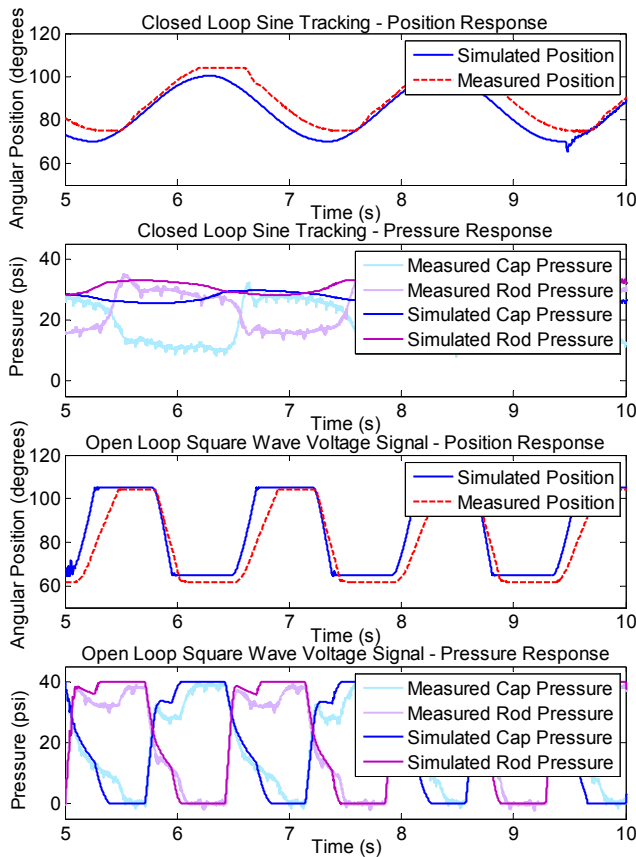 Closed Loop Sine Tracking - Position Response
Angular Position (degrees
120
100
80
60
Simulated Position
Measured Position
5
6
7
8
9
10
Time (s)
Closed Loop Sine Tracking - Pressure Response
Pressure (psi)
40
20
0
Measured Cap Pressure
Measured Rod Pressure
Simulated Cap Pressure
Simulated Rod Pressure
5
6
7
8
9
10
Time (s)
Open Loop Square Wave Voltage Signal - Position Response
Angular Position (degrees)
120
100
80
60
Simulated Position
Measured Position
5
6
7
8
9
10
Time (s)
Open Loop Square Wave Voltage Signal - Pressure Response
Pressure (psi)
40
20
0
Measured Cap Pressure
Measured Rod Pressure
Simulated Cap Pressure
Simulated Rod Pressure
5
6
7
8
9
10
Time (s)